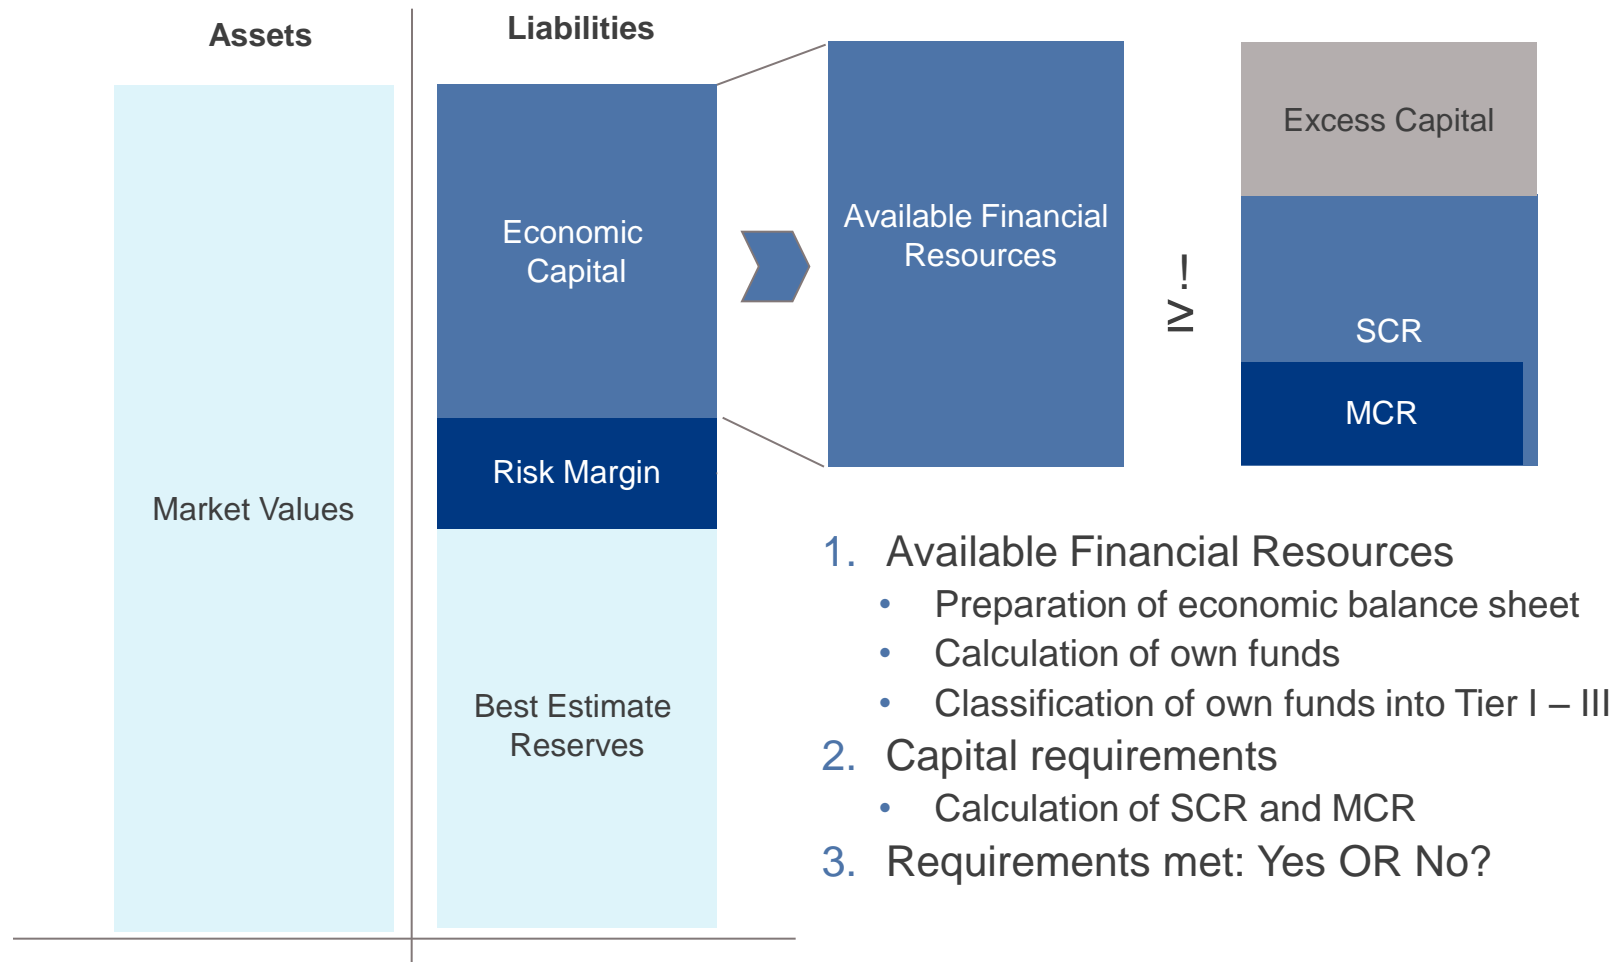 Assets
Liabilities
Market Values
Economic
Capital
Risk Margin
Best Estimate
Reserves
Available Financial
Resources
≥ !
Excess Capital
SCR
MCR
1. Available Financial Resources
• Preparation of economic balance sheet
• Calculation of own funds
• Classification of own funds into Tier I – III
2. Capital requirements
• Calculation of SCR and MCR
3. Requirements met: Yes OR No?